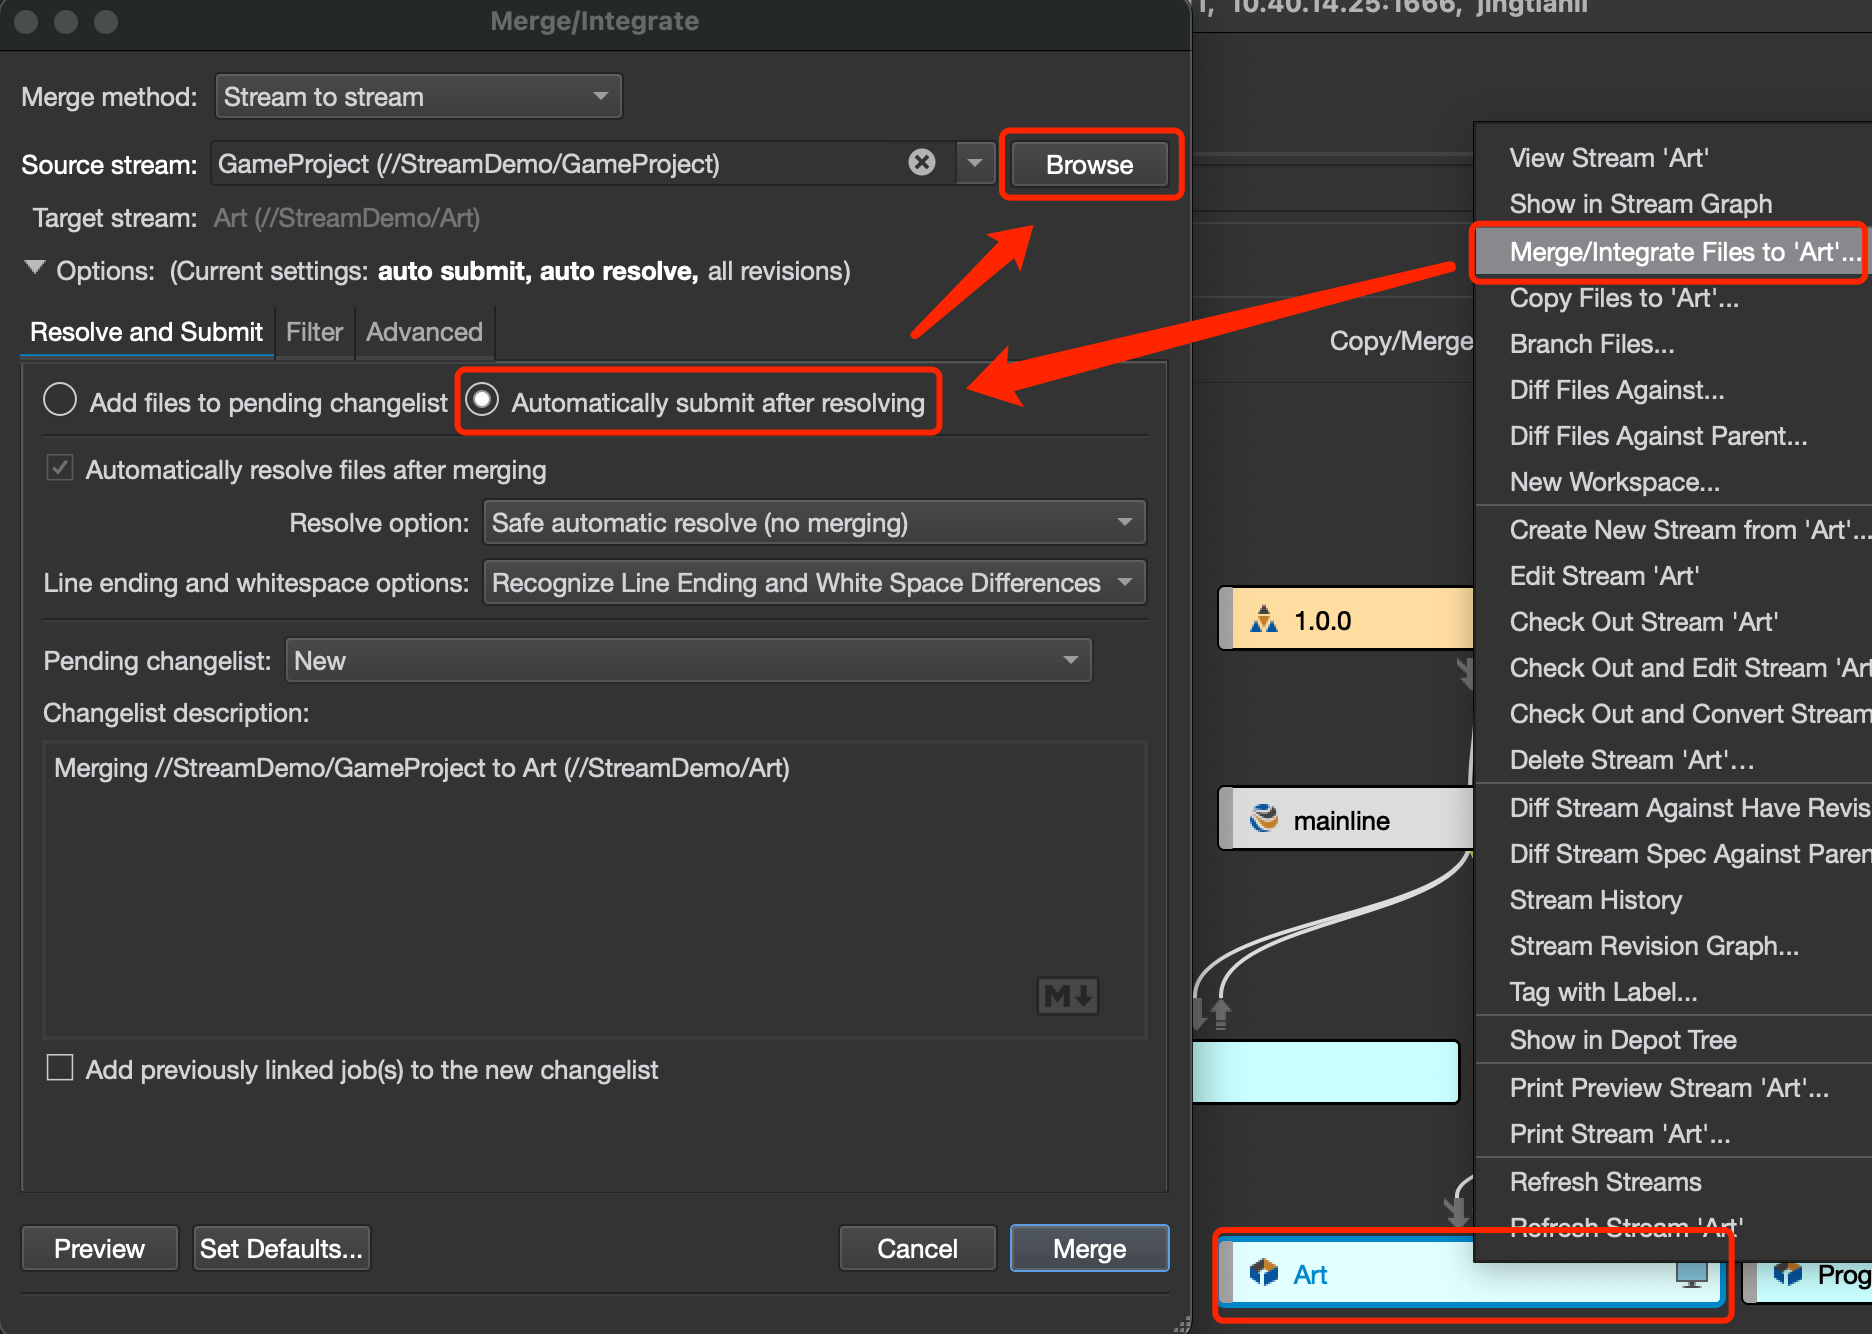 Merge/Integrate
10.40.14.25:1666, jingtianli
Merge method: Stream to stream
Source stream: GameProject (//StreamDemo/GameProject) Browse
Target stream: Art (//StreamDemo/Art)
Options: (Current settings: auto submit, auto resolve, all revisions)
Resolve and Submit Filter Advanced
Add files to pending changelist Automatically submit after resolving
Automatically resolve files after merging
Resolve option: Safe automatic resolve (no merging)
Line ending and whitespace options: Recognize Line Ending and White Space Differences
Pending changelist: New
Changelist description:
Merging //StreamDemo/GameProject to Art (//StreamDemo/Art)
M
Add previously linked job(s) to the new changelist
Preview Set Defaults... Cancel Merge
Copy/Merge
1.0.0
mainline
Art
Prog
View Stream 'Art'
Show in Stream Graph
Merge/Integrate Files to 'Art'...
Copy Files to 'Art'...
Branch Files...
Diff Files Against...
Diff Files Against Parent...
New Workspace...
Create New Stream from 'Art'...
Edit Stream 'Art'
Check Out Stream 'Art'
Check Out and Edit Stream 'Art
Check Out and Convert Stream
Delete Stream 'Art'...
Diff Stream Against Have Revis
Diff Stream Spec Against Paren
Stream History
Stream Revision Graph...
Tag with Label...
Show in Depot Tree
Print Preview Stream 'Art'...
Print Stream 'Art'...
Refresh Streams
Refresh Stream 'Art'